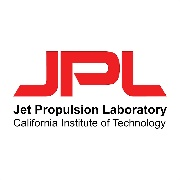 JPL
Jet Propulsion Laboratory
California Institute of Technology